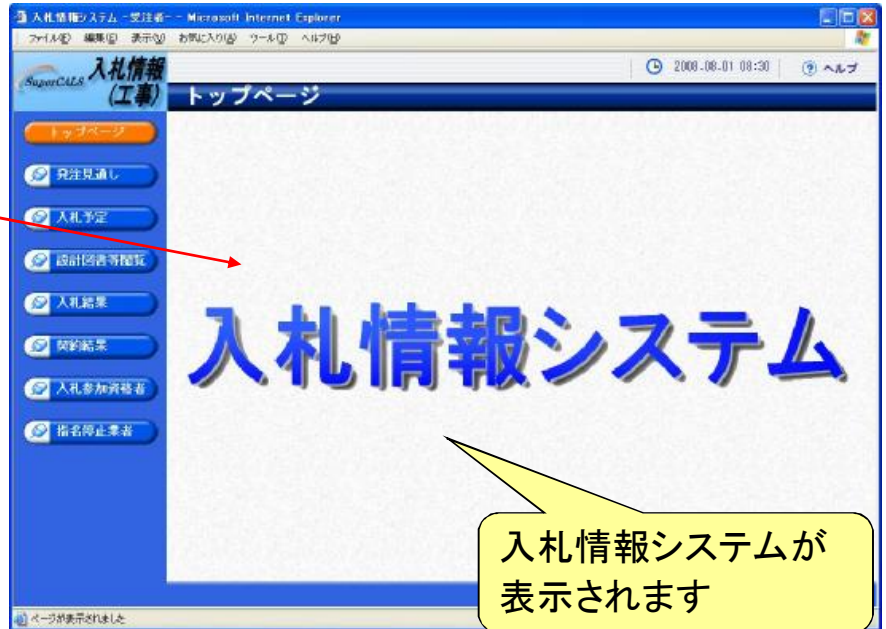 入札情報システム -受注者- - Microsoft Internet Explorer
ファイル(F) 編集(E) 表示(V) お気に入り(A) ツール(T) ヘルプ(H)
SuperCALS 入札情報
(工事)
2008.08.01 08:30 ? ヘルプ
トップページ
トップページ
発注見通し
入札予定
設計図書等閲覧
入札結果
契約結果
入札参加資格者
指名停止業者
入札情報システム
入札情報システムが
表示されます
ページが表示されました